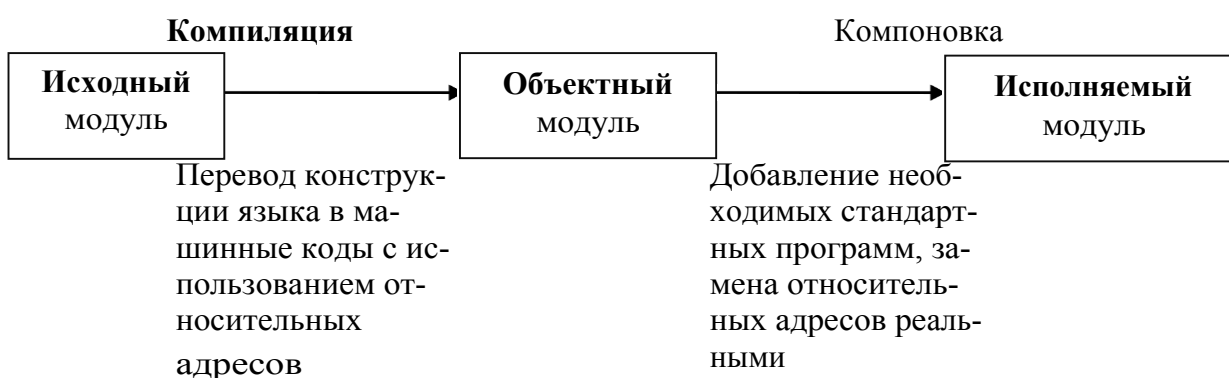 Компиляция
Компоновка
Исходный
модуль
Объектный
модуль
Исполняемый
модуль
Перевод конструк-
ции языка в ма-
шинные коды с ис-
пользованием от-
носительных
адресов
Добавление необ-
ходимых стандарт-
ных программ, за-
мена относитель-
ных адресов реаль-
ными